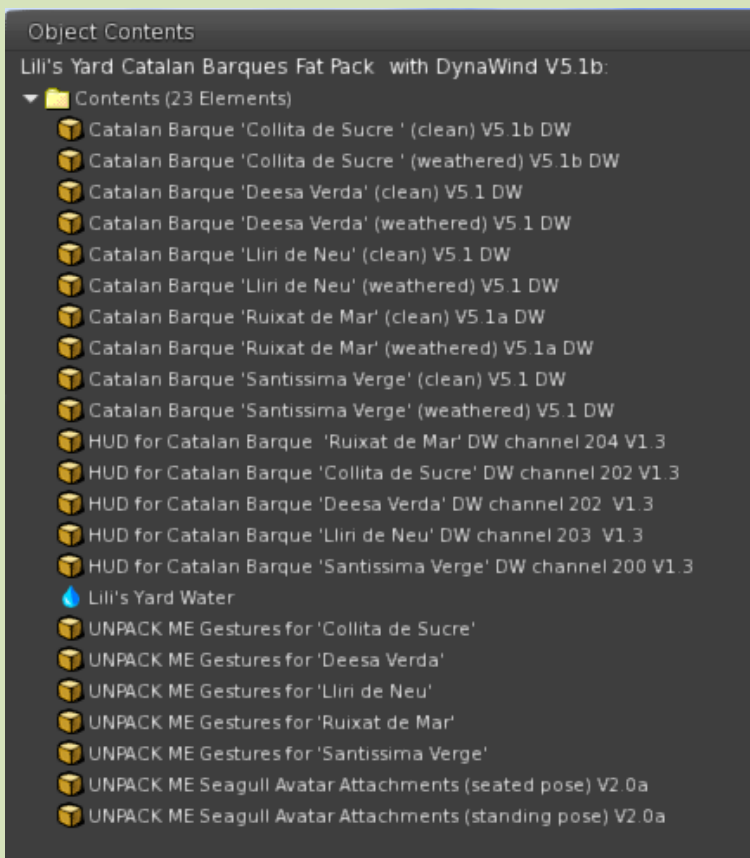 Object Contents
Lili's Yard Catalan Barques Fat Pack  with DynaWind V5.1b:
Contents (23 Elements)
Catalan Barque 'Collita de Sucre ' (clean) V5.1b DW
Catalan Barque 'Collita de Sucre ' (weathered) V5.1b DW
Catalan Barque 'Deesa Verda' (clean) V5.1 DW
Catalan Barque 'Deesa Verda' (weathered) V5.1 DW
Catalan Barque 'Lliri de Neu' (clean) V5.1 DW
Catalan Barque 'Lliri de Neu' (weathered) V5.1 DW
Catalan Barque 'Ruixat de Mar' (clean) V5.1a DW
Catalan Barque 'Ruixat de Mar' (weathered) V5.1a DW
Catalan Barque 'Santissima Verge' (clean) V5.1 DW
Catalan Barque 'Santissima Verge' (weathered) V5.1 DW
HUD for Catalan Barque  'Ruixat de Mar' DW channel 204 V1.3
HUD for Catalan Barque 'Collita de Sucre' DW channel 202 V1.3
HUD for Catalan Barque 'Deesa Verda' DW channel 202  V1.3
HUD for Catalan Barque 'Lliri de Neu' DW channel 203  V1.3
HUD for Catalan Barque 'Santissima Verge' DW channel 200 V1.3
Lili's Yard Water
UNPACK ME Gestures for 'Collita de Sucre'
UNPACK ME Gestures for 'Deesa Verda'
UNPACK ME Gestures for 'Lliri de Neu'
UNPACK ME Gestures for 'Ruixat de Mar'
UNPACK ME Gestures for 'Santissima Verge'
UNPACK ME Seagull Avatar Attachments (seated pose) V2.0a
UNPACK ME Seagull Avatar Attachments (standing pose) V2.0a